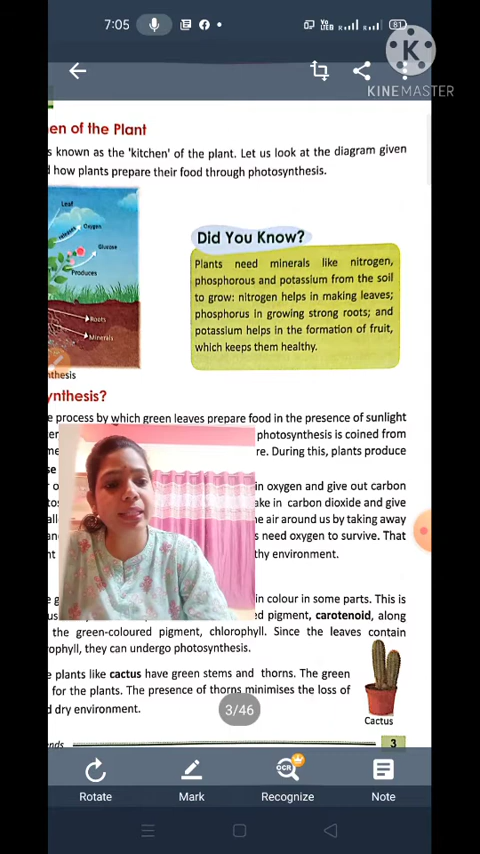 7:05
Vo
LTE
81
K
KINEMASTER
en of the Plant
s known as the 'kitchen' of the plant. Let us look at the diagram given
how plants prepare their food through photosynthesis.
Leaf
releases
Oxygen
Glucose
Produces
Roots
Minerals
nthesis
Did You Know?
Plants need minerals like nitrogen,
phosphorous and potassium from the soil
to grow: nitrogen helps in making leaves;
phosphorus in growing strong roots; and
potassium helps in the formation of fruit,
which keeps them healthy.
ynthesis?
e process by which green leaves prepare food in the presence of sunlight
photosynthesis is coined from
re. During this, plants produce
in oxygen and give out carbon
ake in carbon dioxide and give
he air around us by taking away
s need oxygen to survive. That
thy environment.
in colour in some parts. This is
ed pigment, carotenoid, along
the green-coloured pigment, chlorophyll. Since the leaves contain
ophyll, they can undergo photosynthesis.
e plants like cactus have green stems and thorns. The green
for the plants. The presence of thorns minimises the loss of
d dry environment.
Cactus
3/46
ends
3
Rotate
Mark
OCR
Recognize
Note